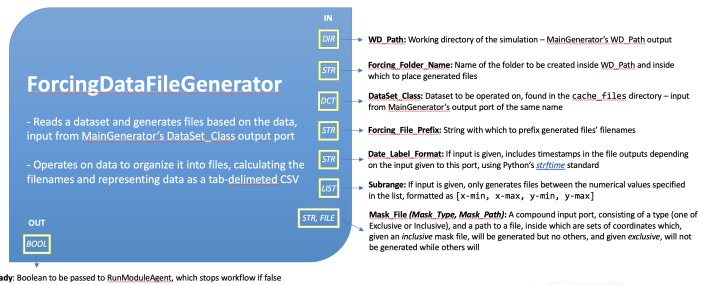 IN
DIR
WD_Path: Working directory of the simulation – MainGenerator's WD_Path output
STR
Forcing_Folder_Name: Name of the folder to be created inside WD_Path and inside
which to place generated files
ForcingDataFileGenerator
DCT
DataSet_Class: Dataset to be operated on, found in the cache_files directory – input
from MainGenerator's output port of the same name
- Reads a dataset and generates files based on the data,
input from MainGenerator's DataSet_Class output port
STR
Forcing_File_Prefix: String with which to prefix generated files' filenames
- Operates on data to organize it into files, calculating the
filenames and representing data as a tab-delimeted CSV
STR
Date_Label_Format: If input is given, includes timestamps in the file outputs depending
on the input given to this port, using Python's strftime standard
LIST
Subrange: If input is given, only generates files between the numerical values specified
in the list, formatted as [x-min, x-max, y-min, y-max]
STR, FILE
Mask_File (Mask_Type, Mask_Path): A compound input port, consisting of a type (one of
Exclusive or Inclusive), and a path to a file, inside which are sets of coordinates which,
given an inclusive mask file, will be generated but no others, and given exclusive, will not
be generated while others will
OUT
BOOL
ady: Boolean to be passed to RunModuleAgent, which stops workflow if false